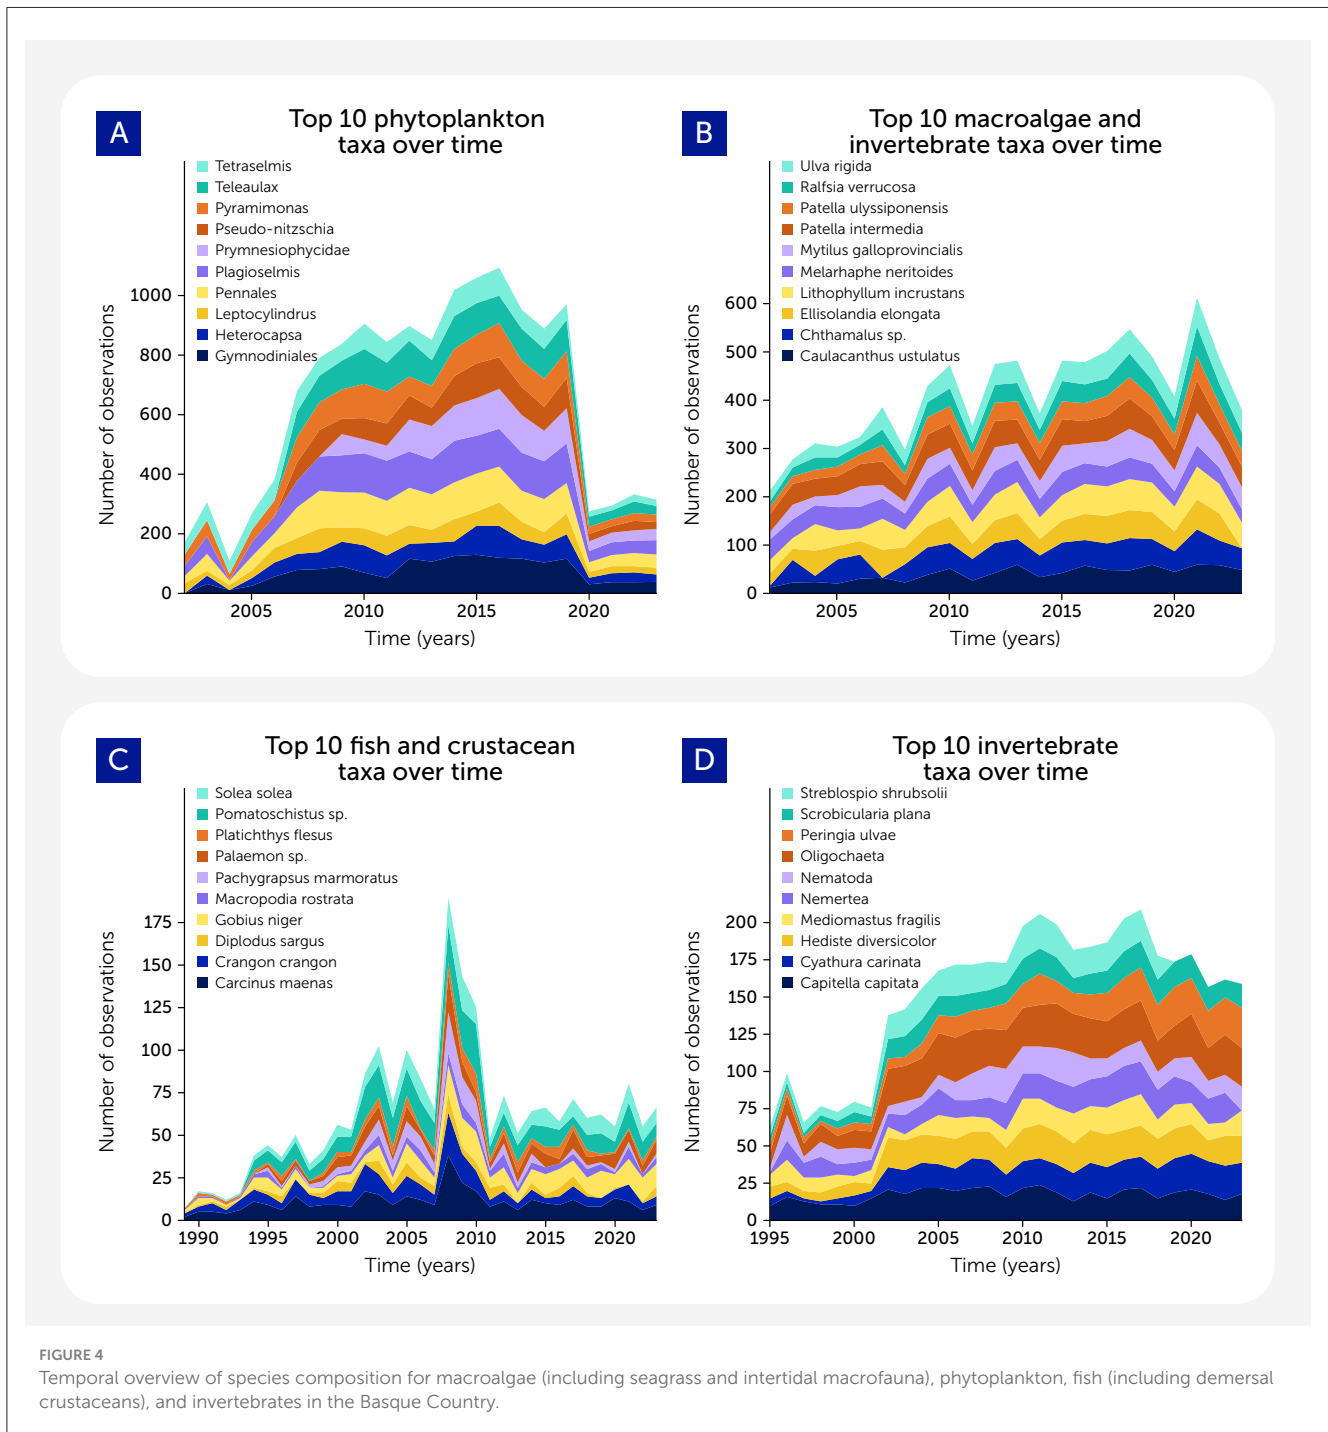 A
Top 10 phytoplankton
taxa over time
Tetraselmis
Teleaulax
Pyramimonas
Pseudo-nitzschia
Prymnesiophycidae
Plagioselmis
Pennales
Leptocylindrus
Heterocapsa
Gymnodiniales
Number of observations
1000
800
600
400
200
0
2005
2010
2015
2020
Time (years)
B
Top 10 macroalgae and
invertebrate taxa over time
Ulva rigida
Ralfsia verrucosa
Patella ulyssiponensis
Patella intermedia
Mytilus galloprovincialis
Melarhaphe neritoides
Lithophyllum incrustans
Ellisolandia elongata
Chthamalus sp.
Caulacanthus ustulatus
Number of observations
600
500
400
300
200
100
0
2005
2010
2015
2020
Time (years)
C
Top 10 fish and crustacean
taxa over time
Solea solea
Pomatoschistus sp.
Platichthys flesus
Palaemon sp.
Pachygrapsus marmoratus
Macropodia rostrata
Gobius niger
Diplodus sargus
Crangon crangon
Carcinus maenas
Number of observations
175
150
125
100
75
50
25
0
1990
1995
2000
2005
2010
2015
2020
Time (years)
D
Top 10 invertebrate
taxa over time
Streblospio shrubsolii
Scrobicularia plana
Peringia ulvae
Oligochaeta
Nematoda
Nemertea
Mediomastus fragilis
Hediste diversicolor
Cyathura carinata
Capitella capitata
Number of observations
200
175
150
125
100
75
50
25
0
1995
2000
2005
2010
2015
2020
Time (years)
FIGURE 4
Temporal overview of species composition for macroalgae (including seagrass and intertidal macrofauna), phytoplankton, fish (including demersal
crustaceans), and invertebrates in the Basque Country.